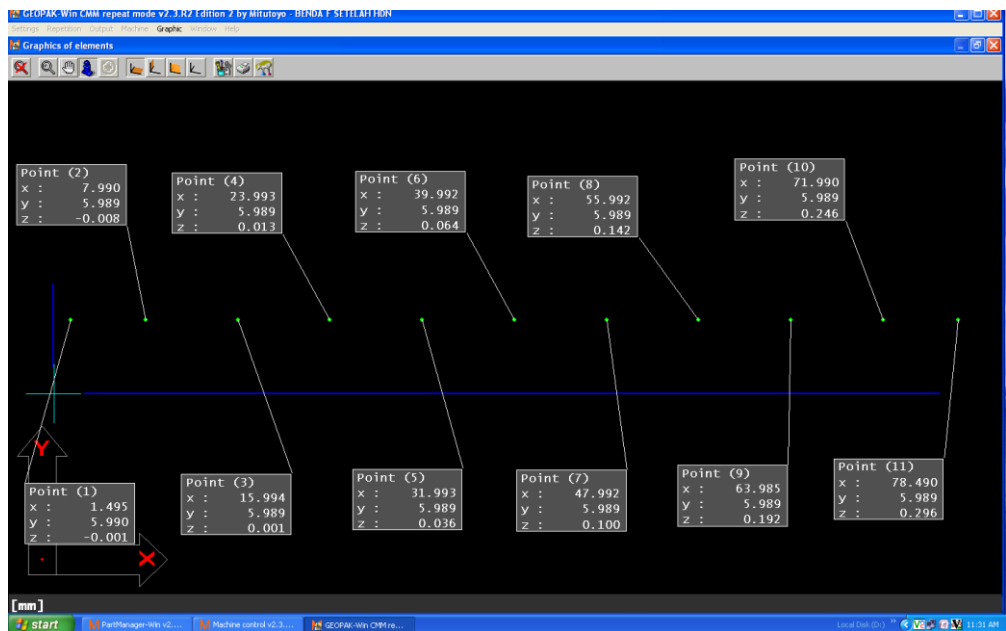 GEOPAK-Win CMM repeat mode v2.3.R2 Edition 2 by Mitutoyo - BENDA F SETELAH HDN
Settings Repetition Output Machine Graphic Window Help
Graphics of elements
Point (2)
x : 7.990
y : 5.989
z : -0.008
Point (4)
x : 23.993
y : 5.989
z : 0.013
Point (6)
x : 39.992
y : 5.989
z : 0.064
Point (8)
x : 55.992
y : 5.989
z : 0.142
Point (10)
x : 71.990
y : 5.989
z : 0.246
Y
Point (1)
x : 1.495
y : 5.990
z : -0.001
Point (3)
x : 15.994
y : 5.989
z : 0.001
Point (5)
x : 31.993
y : 5.989
z : 0.036
Point (7)
x : 47.992
y : 5.989
z : 0.100
Point (9)
x : 63.985
y : 5.989
z : 0.192
Point (11)
x : 78.490
y : 5.989
z : 0.296
X
[mm]
start PartManager-Win v2.... Machine control v2.3.... GEOPAK-Win CMM re... Local Disk (D:) 11:31 AM